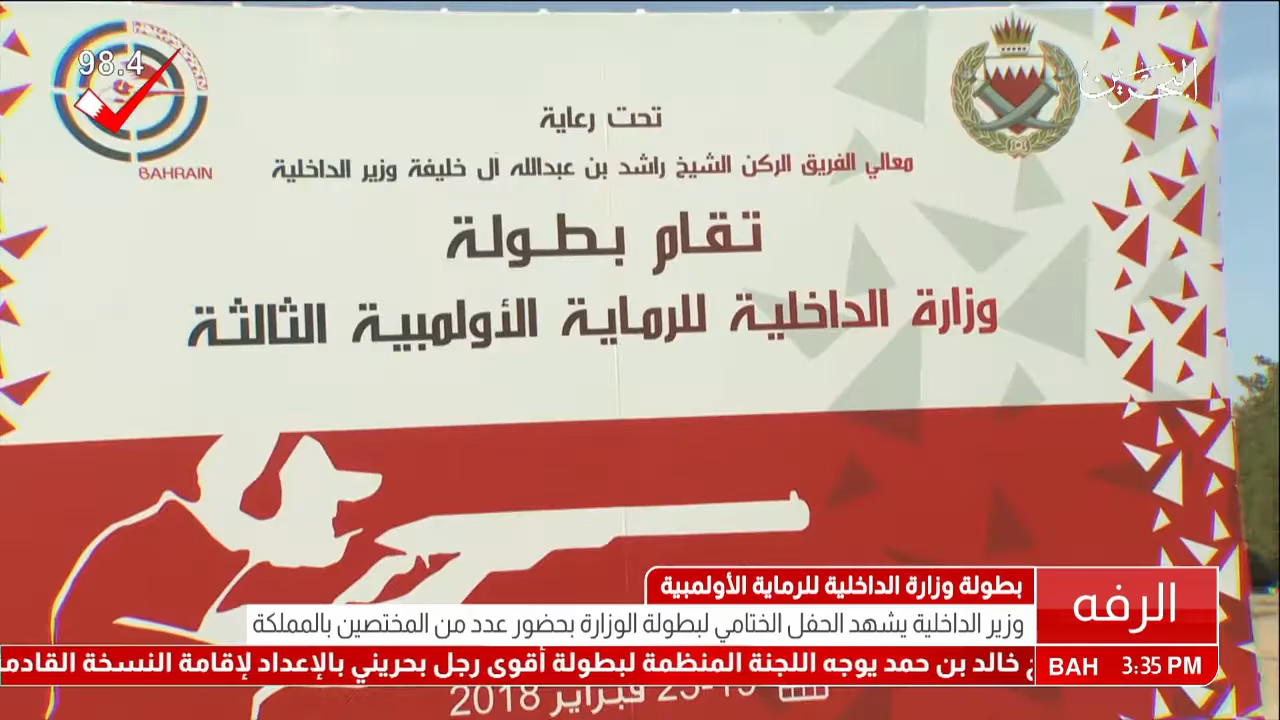 98.4
BAHRAIN
البحرين
تحت رعاية
معالي الفريق الركن الشيخ راشد بن عبدالله آل خليفة وزير الداخلية
تقام بطولة
وزارة الداخلية للرماية الأولمبية الثالثة
بطولة وزارة الداخلية للرماية الأولمبية
الرفه
وزير الداخلية يشهد الحفل الختامي لبطولة الوزارة بحضور عدد من المختصين بالمملكة
خالد بن حمد يوجه اللجنة المنظمة لبطولة أقوى رجل بحريني بالإعداد لإقامة النسخة القادمة
BAH 3:35 PM
فبراير 2018